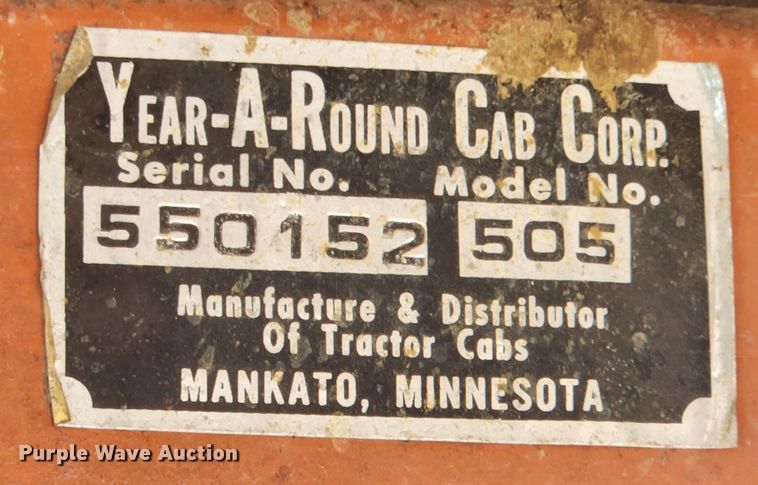 YEAR-A-ROUND CAB CORP.
Serial No. Model No.
550152 505
Manufacture & Distributor
Of Tractor Cabs
MANKATO, MINNESOTA
Purple Wave Auction